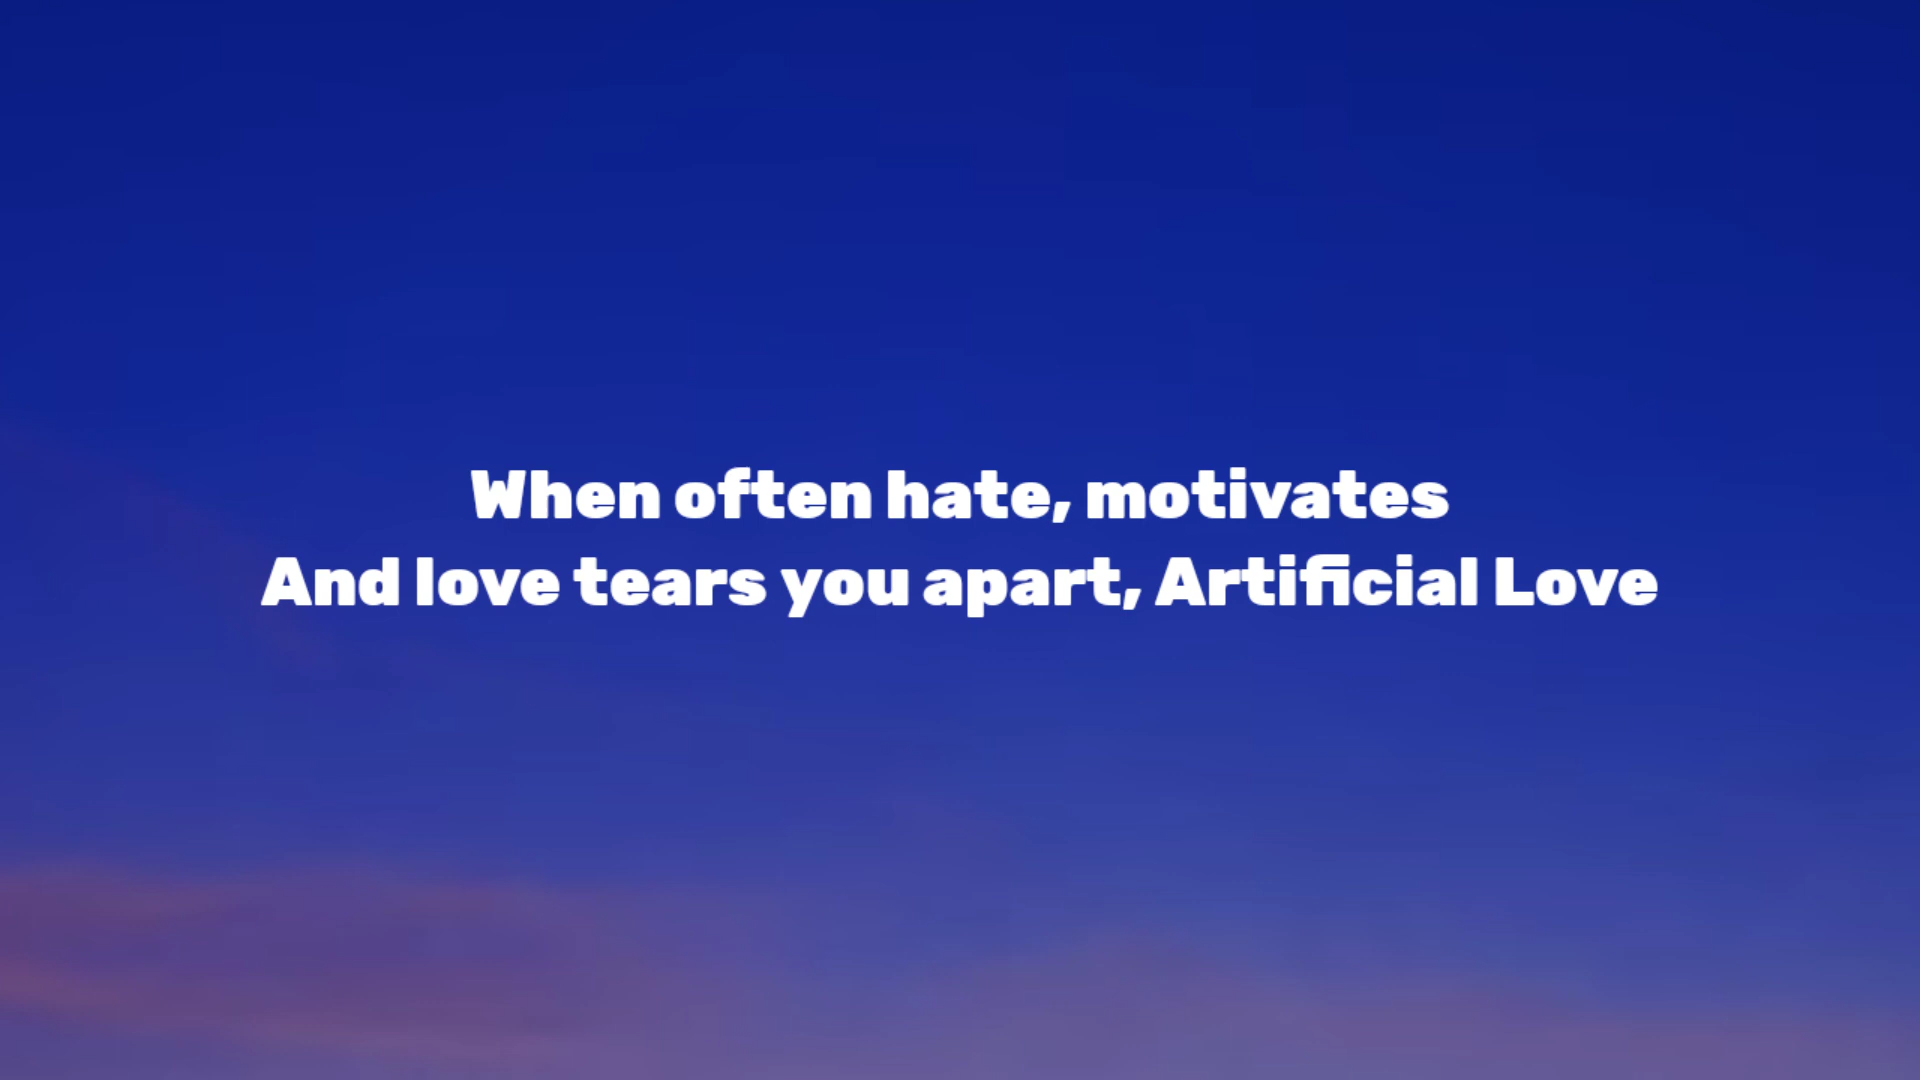 When often hate, motivates
And love tears you apart, Artificial Love